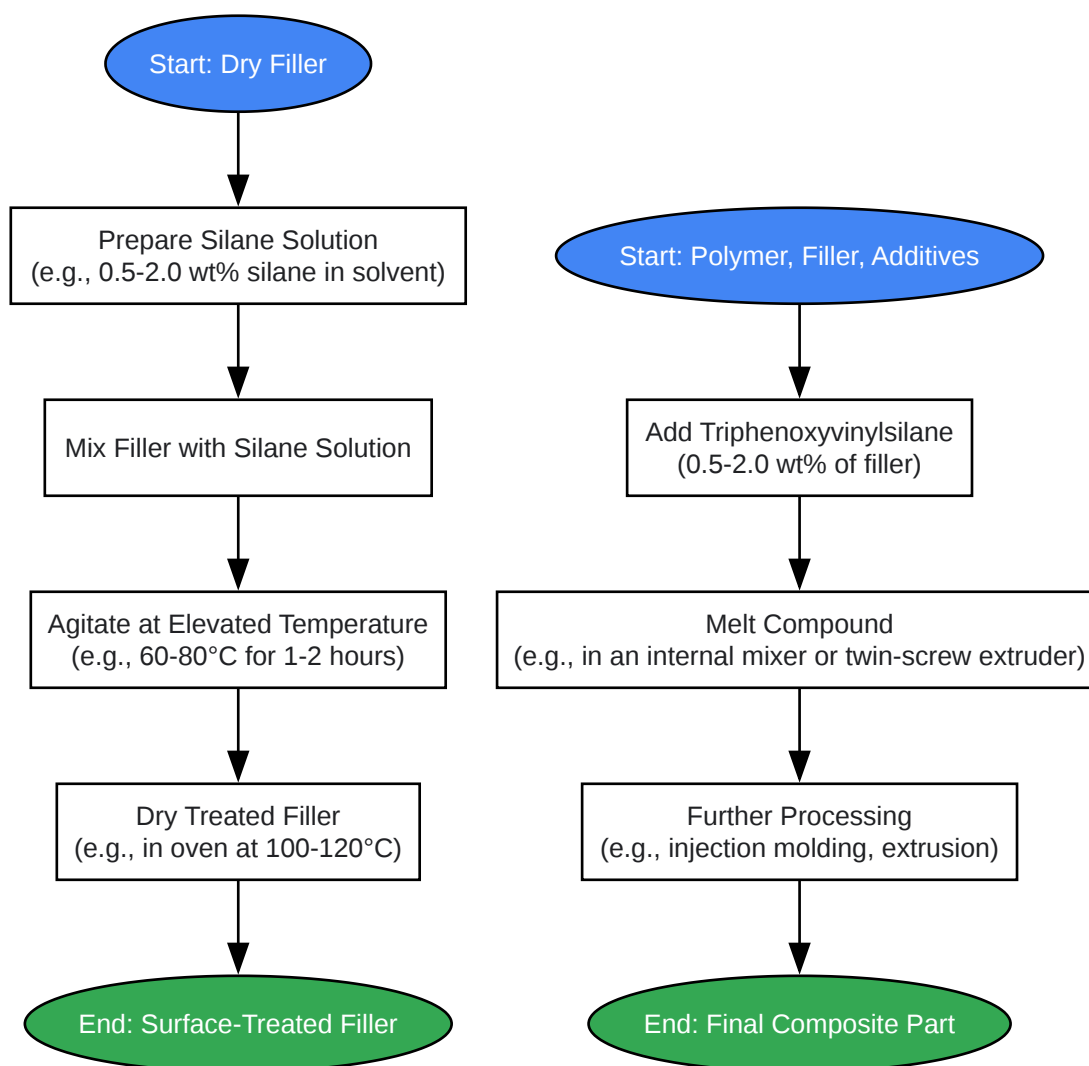 Start: Dry Filler
Prepare Silane Solution
(e.g., 0.5-2.0 wt% silane in solvent)
Mix Filler with Silane Solution
Agitate at Elevated Temperature
(e.g., 60-80°C for 1-2 hours)
Dry Treated Filler
(e.g., in oven at 100-120°C)
End: Surface-Treated Filler
Start: Polymer, Filler, Additives
Add Triphenoxyvinylsilane
(0.5-2.0 wt% of filler)
Melt Compound
(e.g., in an internal mixer or twin-screw extruder)
Further Processing
(e.g., injection molding, extrusion)
End: Final Composite Part